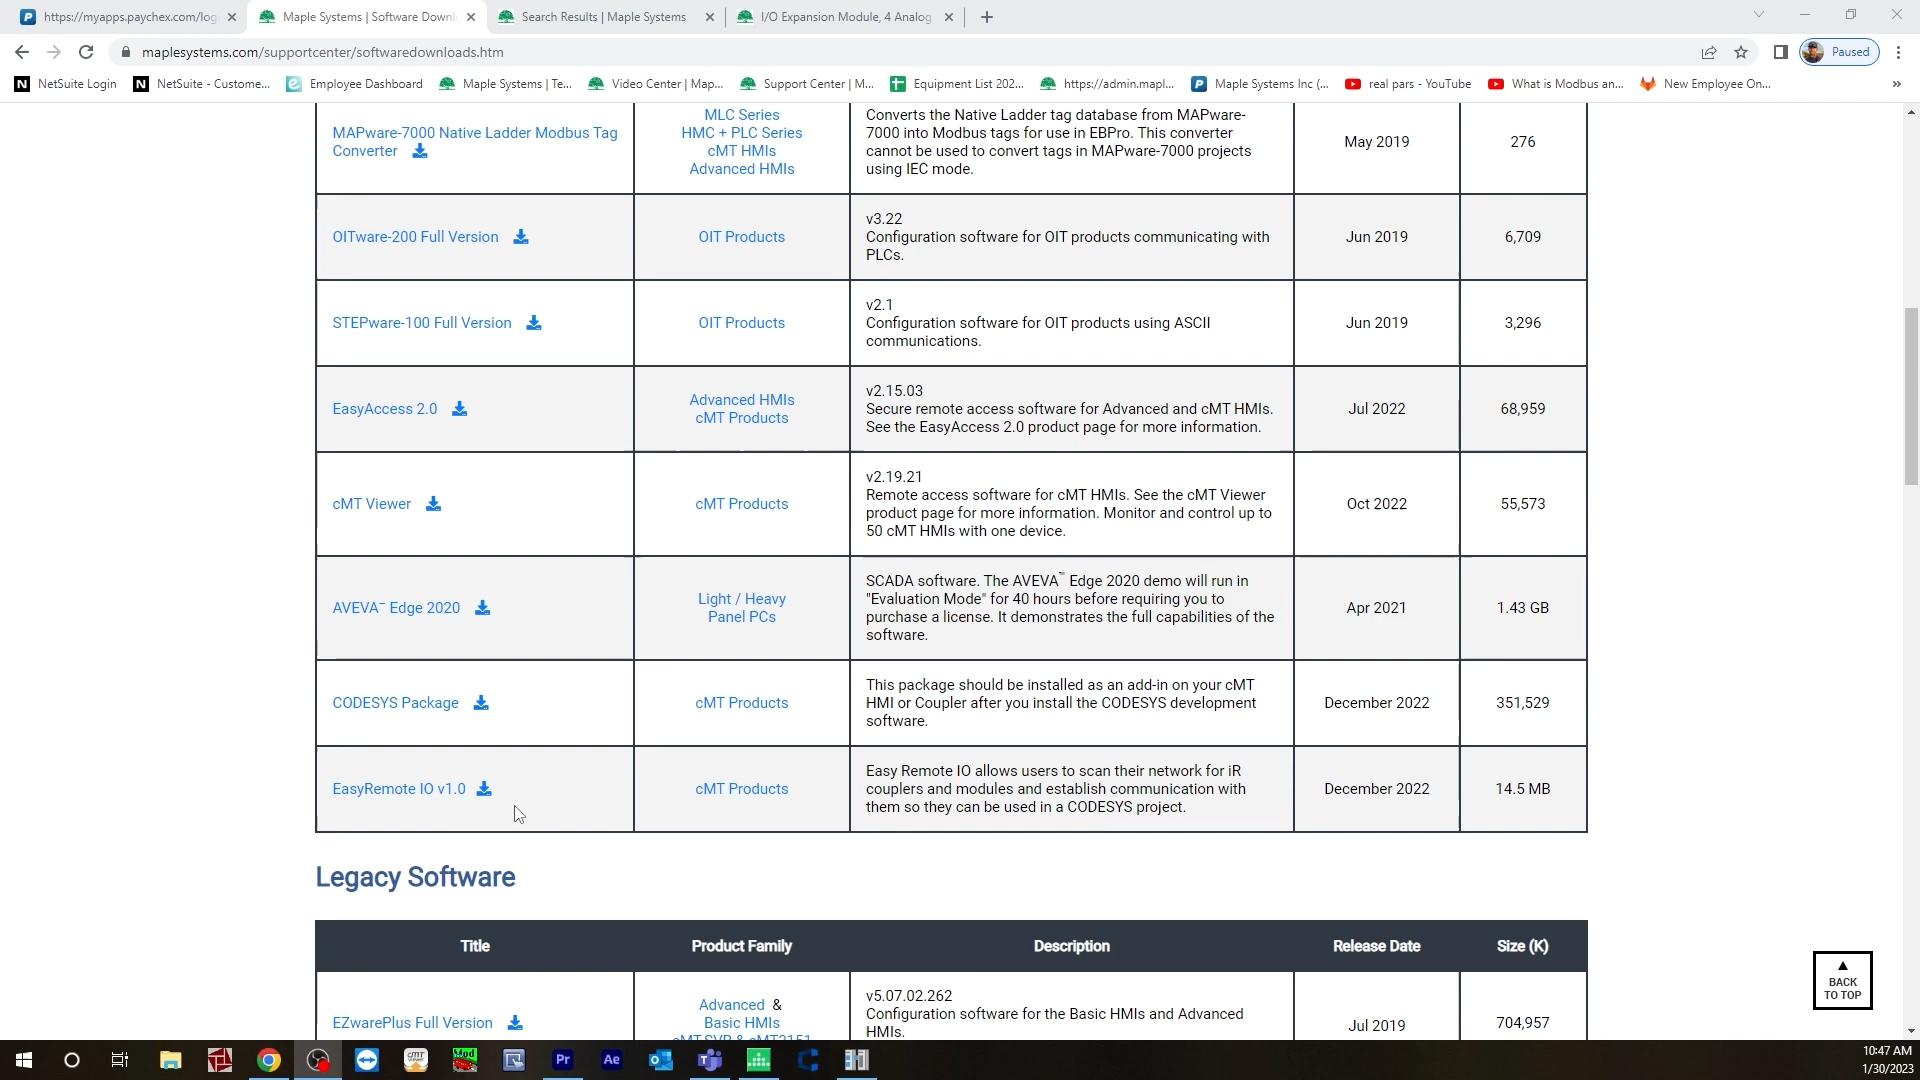 https://myapps.paychex.com/log
Maple Systems | Software Downl
Search Results | Maple Systems
I/O Expansion Module, 4 Analog
maplesystems.com/supportcenter/softwaredownloads.htm
Paused
NetSuite Login
NetSuite - Custome...
Employee Dashboard
Maple Systems | Te...
Video Center | Map...
Support Center | M...
Equipment List 202...
https://admin.mapl...
Maple Systems Inc (...
real pars - YouTube
What is Modbus an...
New Employee On...
»
MAPware-7000 Native Ladder Modbus Tag
Converter
MLC Series
HMC + PLC Series
cMT HMIs
Advanced HMIs
Converts the Native Ladder tag database from MAPware-
7000 into Modbus tags for use in EBPro. This converter
cannot be used to convert tags in MAPware-7000 projects
using IEC mode.
May 2019
276
OITware-200 Full Version
OIT Products
v3.22
Configuration software for OIT products communicating with
PLCs.
Jun 2019
6,709
STEPware-100 Full Version
OIT Products
v2.1
Configuration software for OIT products using ASCII
communications.
Jun 2019
3,296
EasyAccess 2.0
Advanced HMIs
cMT Products
v2.15.03
Secure remote access software for Advanced and cMT HMIs.
See the EasyAccess 2.0 product page for more information.
Jul 2022
68,959
cMT Viewer
cMT Products
v2.19.21
Remote access software for cMT HMIs. See the cMT Viewer
product page for more information. Monitor and control up to
50 cMT HMIs with one device.
Oct 2022
55,573
AVEVA™ Edge 2020
Light / Heavy
Panel PCs
SCADA software. The AVEVA™ Edge 2020 demo will run in
"Evaluation Mode" for 40 hours before requiring you to
purchase a license. It demonstrates the full capabilities of the
software.
Apr 2021
1.43 GB
CODESYS Package
cMT Products
This package should be installed as an add-in on your cMT
HMI or Coupler after you install the CODESYS development
software.
December 2022
351,529
EasyRemote IO v1.0
cMT Products
Easy Remote IO allows users to scan their network for iR
couplers and modules and establish communication with
them so they can be used in a CODESYS project.
December 2022
14.5 MB
Legacy Software
Title
Product Family
Description
Release Date
Size (K)
EZwarePlus Full Version
Advanced &
Basic HMIs
cMT-SVR & cMT3151
v5.07.02.262
Configuration software for the Basic HMIs and Advanced
HMIs.
Jul 2019
704,957
BACK
TO TOP
10:47 AM
1/30/2023